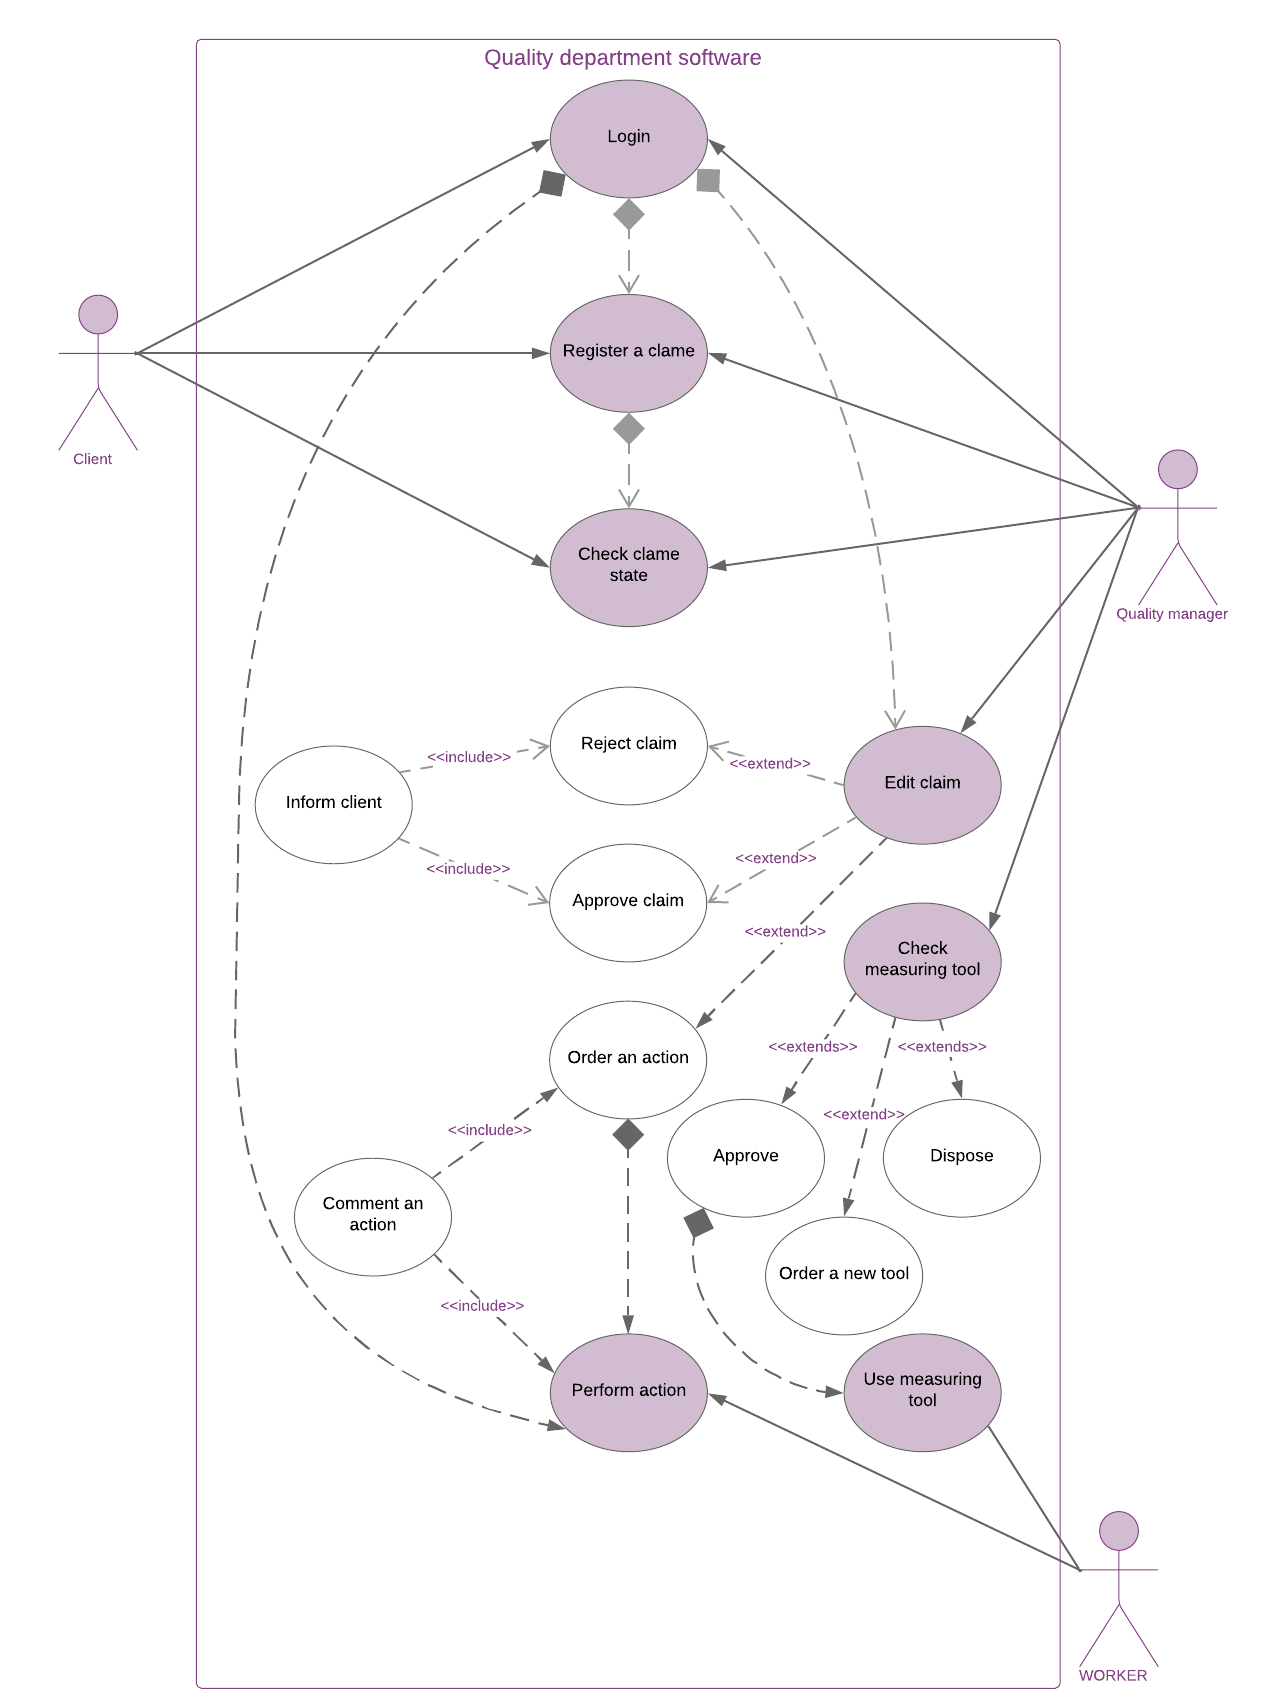 Quality department software
Login
Register a clame
Client
Check clame
state
Quality manager
Reject claim
<<include>>
<<extend>>
Edit claim
Inform client
<<include>>
<<extend>>
Approve claim
<<extend>>
Check
measuring tool
Order an action
<<extends>>
<<extends>>
<<extend>>
<<include>>
Approve
Dispose
Comment an
action
Order a new tool
<<include>>
Perform action
Use measuring
tool
WORKER